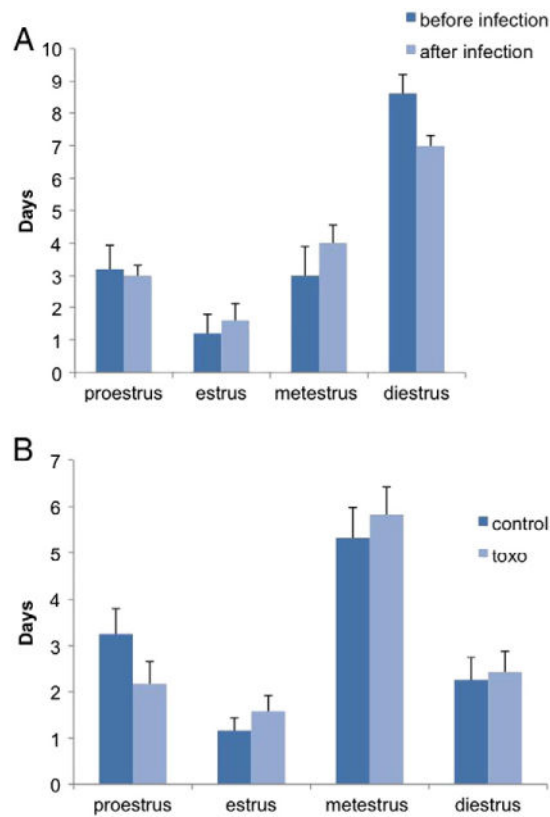 A
before infection
after infection
10
9
8
7
6
5
4
3
2
1
0
Days
proestrus estrus metestrus diestrus
B
7
6
5
4
3
2
1
0
Days
control
toxo
proestrus estrus metestrus diestrus